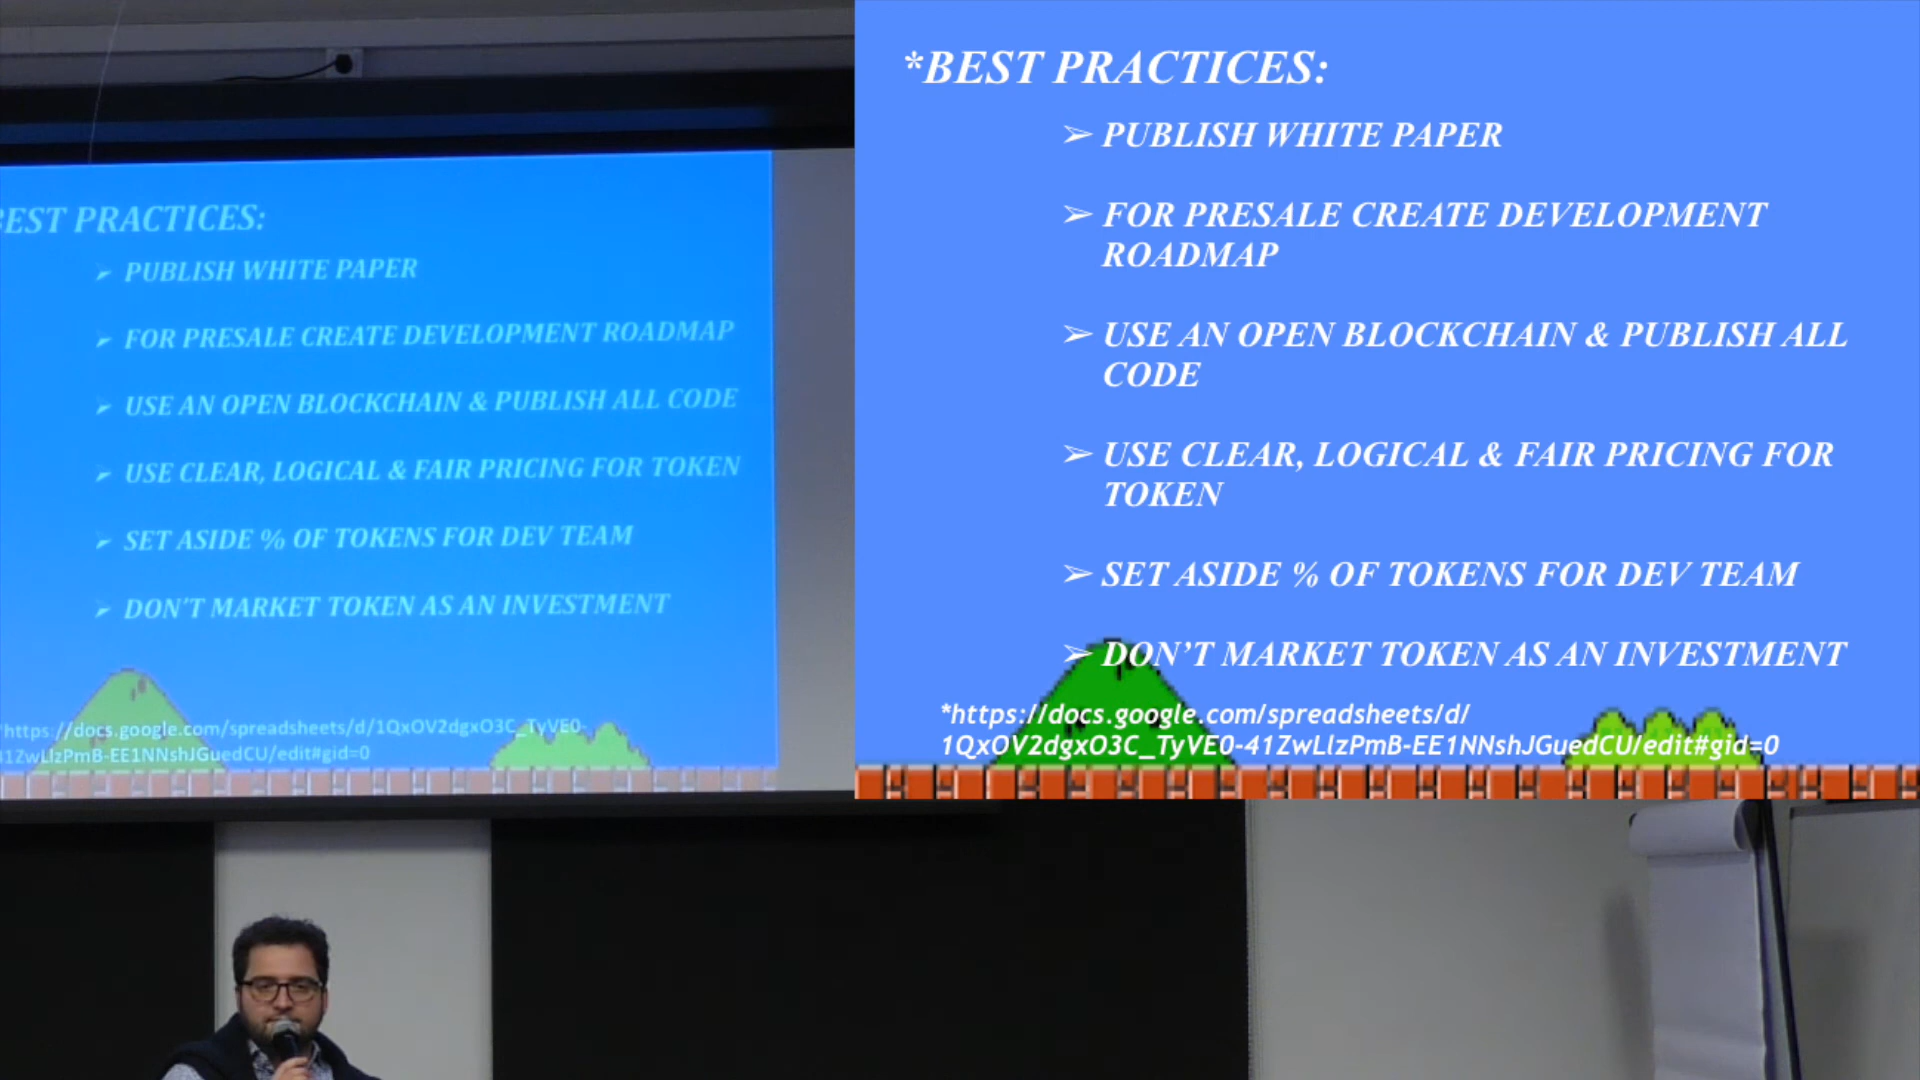 BEST PRACTICES:
➢ PUBLISH WHITE PAPER
➢ FOR PRESALE CREATE DEVELOPMENT ROADMAP
➢ USE AN OPEN BLOCKCHAIN & PUBLISH ALL CODE
➢ USE CLEAR, LOGICAL & FAIR PRICING FOR TOKEN
➢ SET ASIDE % OF TOKENS FOR DEV TEAM
➢ DON'T MARKET TOKEN AS AN INVESTMENT
*https://docs.google.com/spreadsheets/d/1QxOV2dgxO3C_TyVE0-
41ZwLlzPmB-EE1NNshJGuedCU/edit#gid=0
*BEST PRACTICES:
➢ PUBLISH WHITE PAPER
➢ FOR PRESALE CREATE DEVELOPMENT
ROADMAP
➢ USE AN OPEN BLOCKCHAIN & PUBLISH ALL
CODE
➢ USE CLEAR, LOGICAL & FAIR PRICING FOR
TOKEN
➢ SET ASIDE % OF TOKENS FOR DEV TEAM
➢ DON'T MARKET TOKEN AS AN INVESTMENT
*https://docs.google.com/spreadsheets/d/
1QxOV2dgxO3C_TyVE0-41ZwLlzPmB-EE1NNshJGuedCU/edit#gid=0